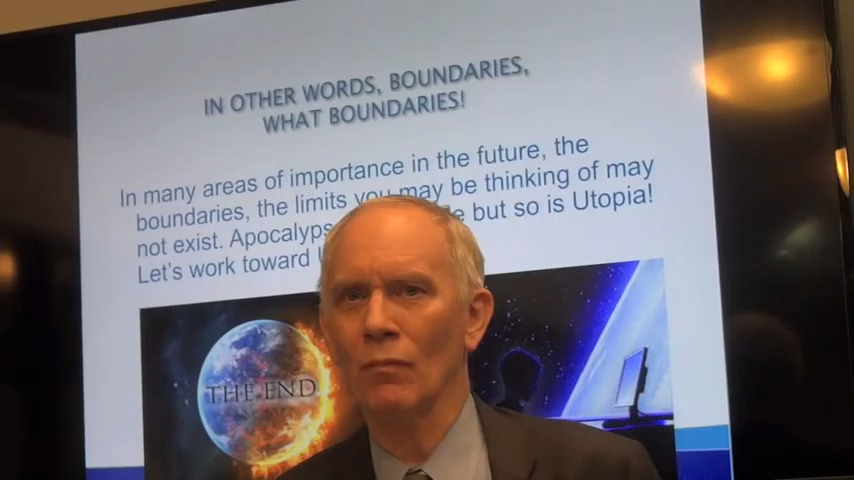 IN OTHER WORDS, BOUNDARIES,
WHAT BOUNDARIES!
In many areas of importance in the future, the
boundaries, the limits you may be thinking of may
not exist. but so is Utopia!
Let's work toward
THE END